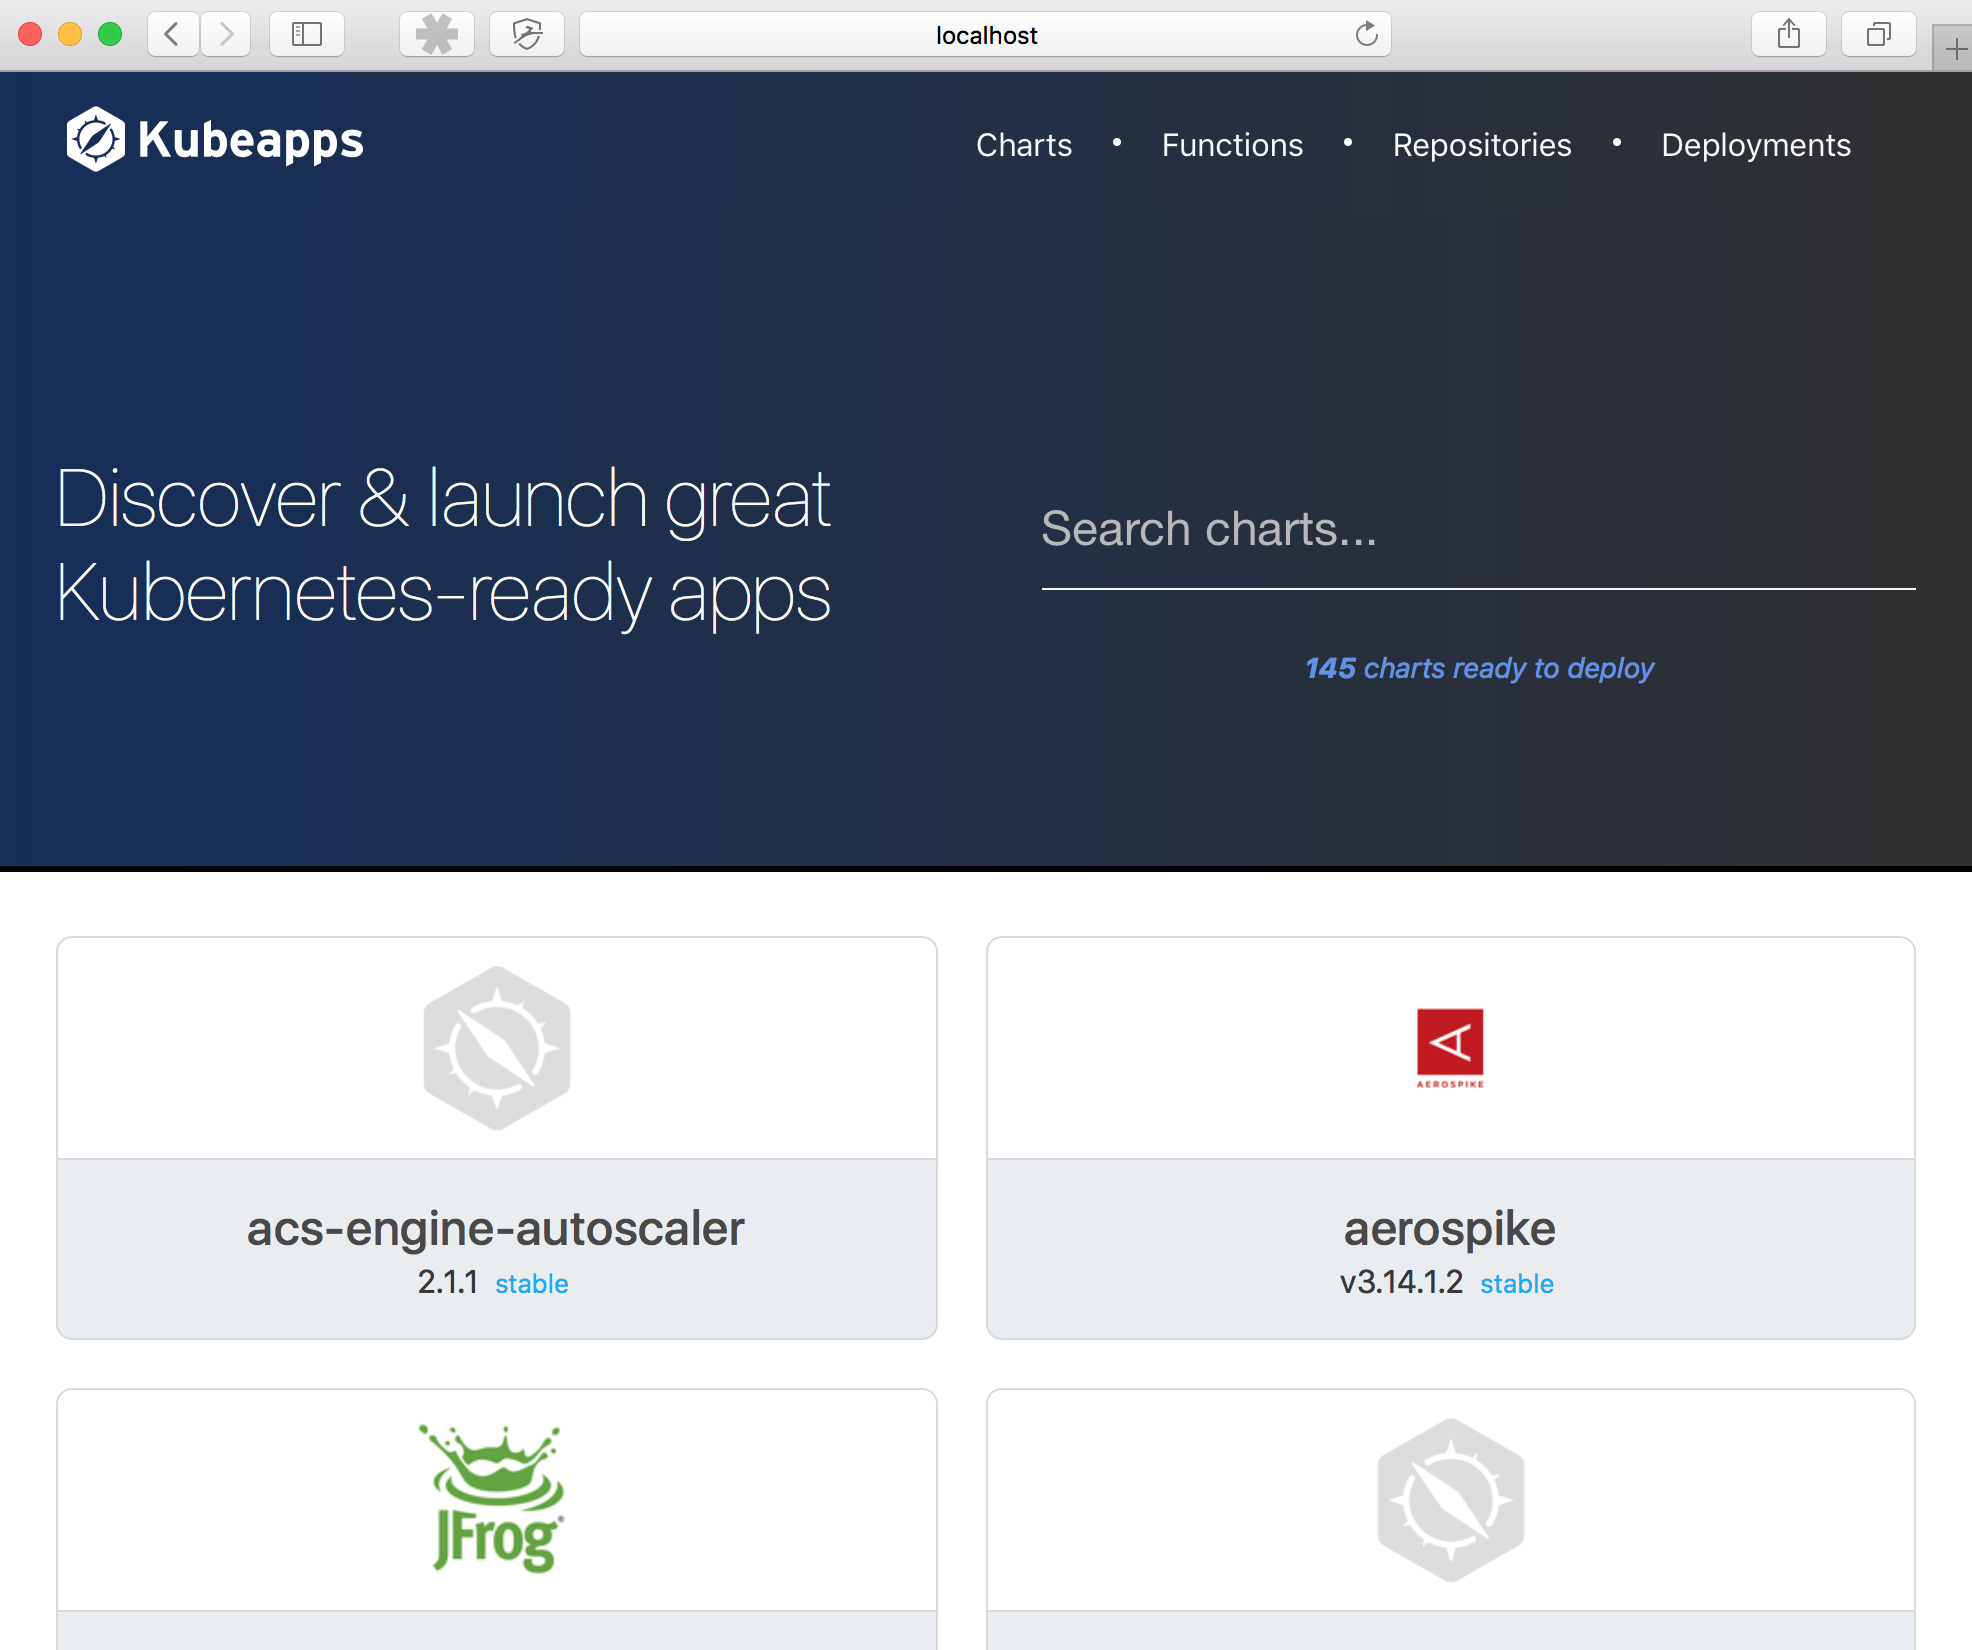 localhost
Kubeapps
Charts • Functions • Repositories • Deployments
Discover & launch great
Kubernetes-ready apps
Search charts...
145 charts ready to deploy
AEROSPIKE
acs-engine-autoscaler
2.1.1 stable
aerospike
v3.14.1.2 stable
JFrog®